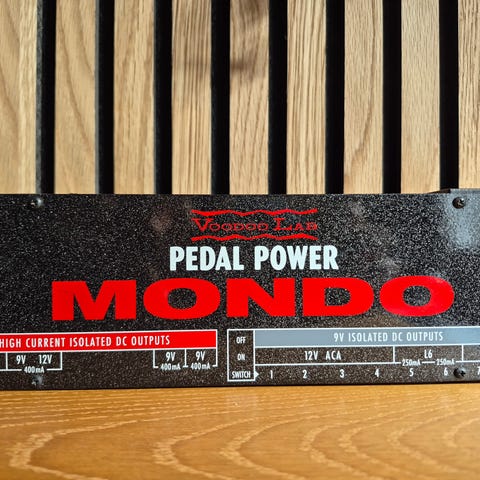 VOODOO LAB
PEDAL POWER
MONDO
HIGH CURRENT ISOLATED DC OUTPUTS
9V 12V
400mA
9V 9V
400mA 400mA
OFF
ON
SWITCH
9V ISOLATED DC OUTPUTS
12V ACA
L6
250mA 250mA
1 2 3 4 5 6 7